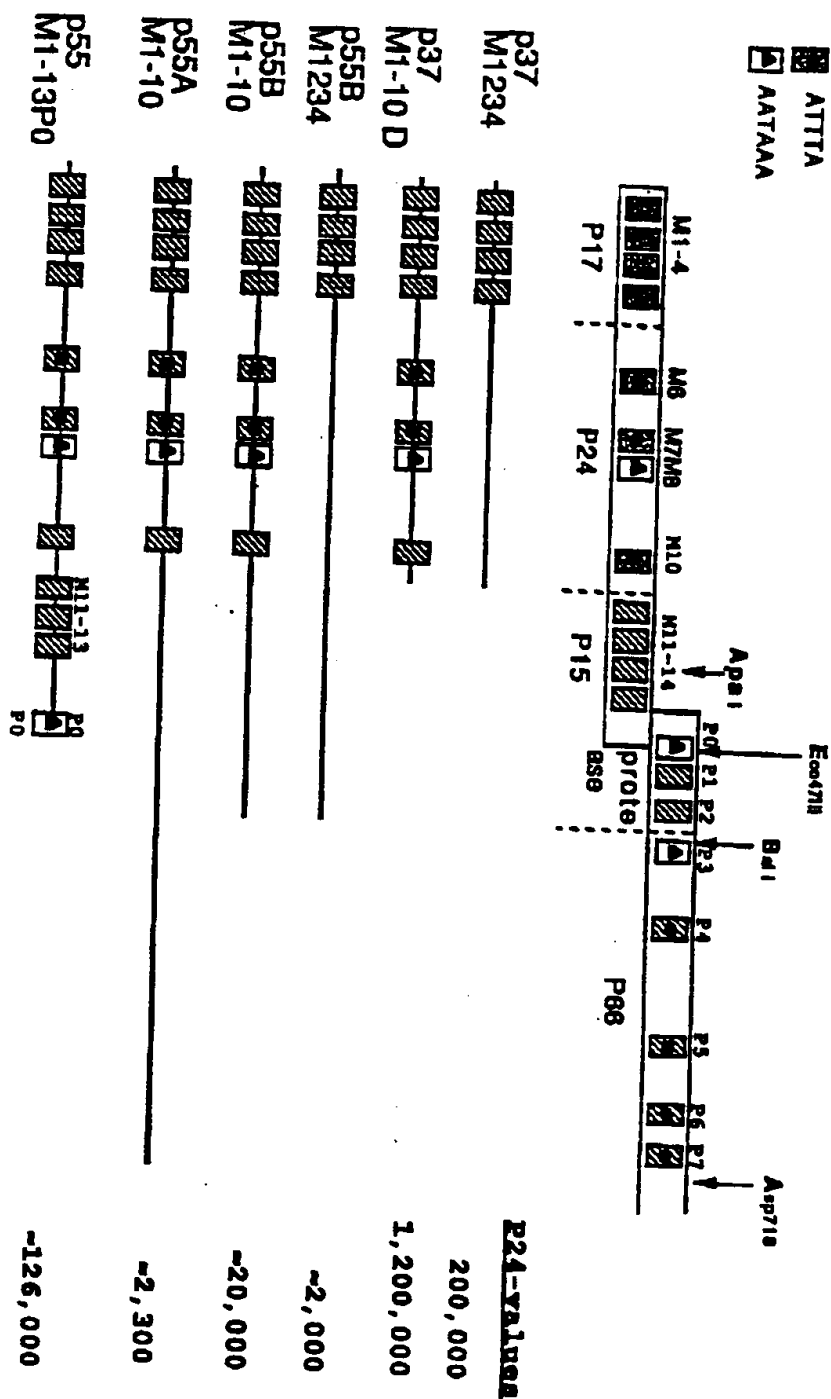 ATTTA
AATAAA
Apa I
Eco47III
Bal I
Asp718
M1-4 M6 M7M8 M10 M11-14 P0 P1 P2 P3 P4 P5 P6 P7
P17 P24 P15 prote P66
ase
P24-values
p37
M1234
200,000
p37
M1-10 D
1,200,000
p55B
M1234
~2,000
p55B
M1-10
~20,000
p55A
M1-10
~2,300
p55
M1-13P0
M11-13
P0
P0
~126,000